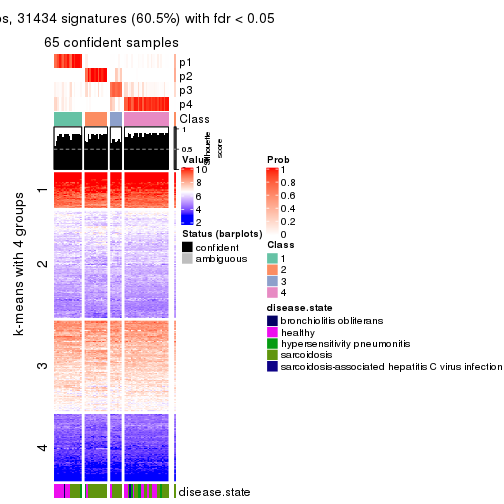 os, 31434 signatures (60.5%) with fdr < 0.05
65 confident samples
p1
p2
p3
p4
Class
1
0.5
0
Silhouette
score
Value
10
8
6
4
2
Status (barplots)
confident
ambiguous
Prob
1
0.8
0.6
0.4
0.2
0
Class
1
2
3
4
disease.state
bronchiolitis obliterans
healthy
hypersensitivity pneumonitis
sarcoidosis
sarcoidosis-associated hepatitis C virus infection
k-means with 4 groups
1
2
3
4
disease.state